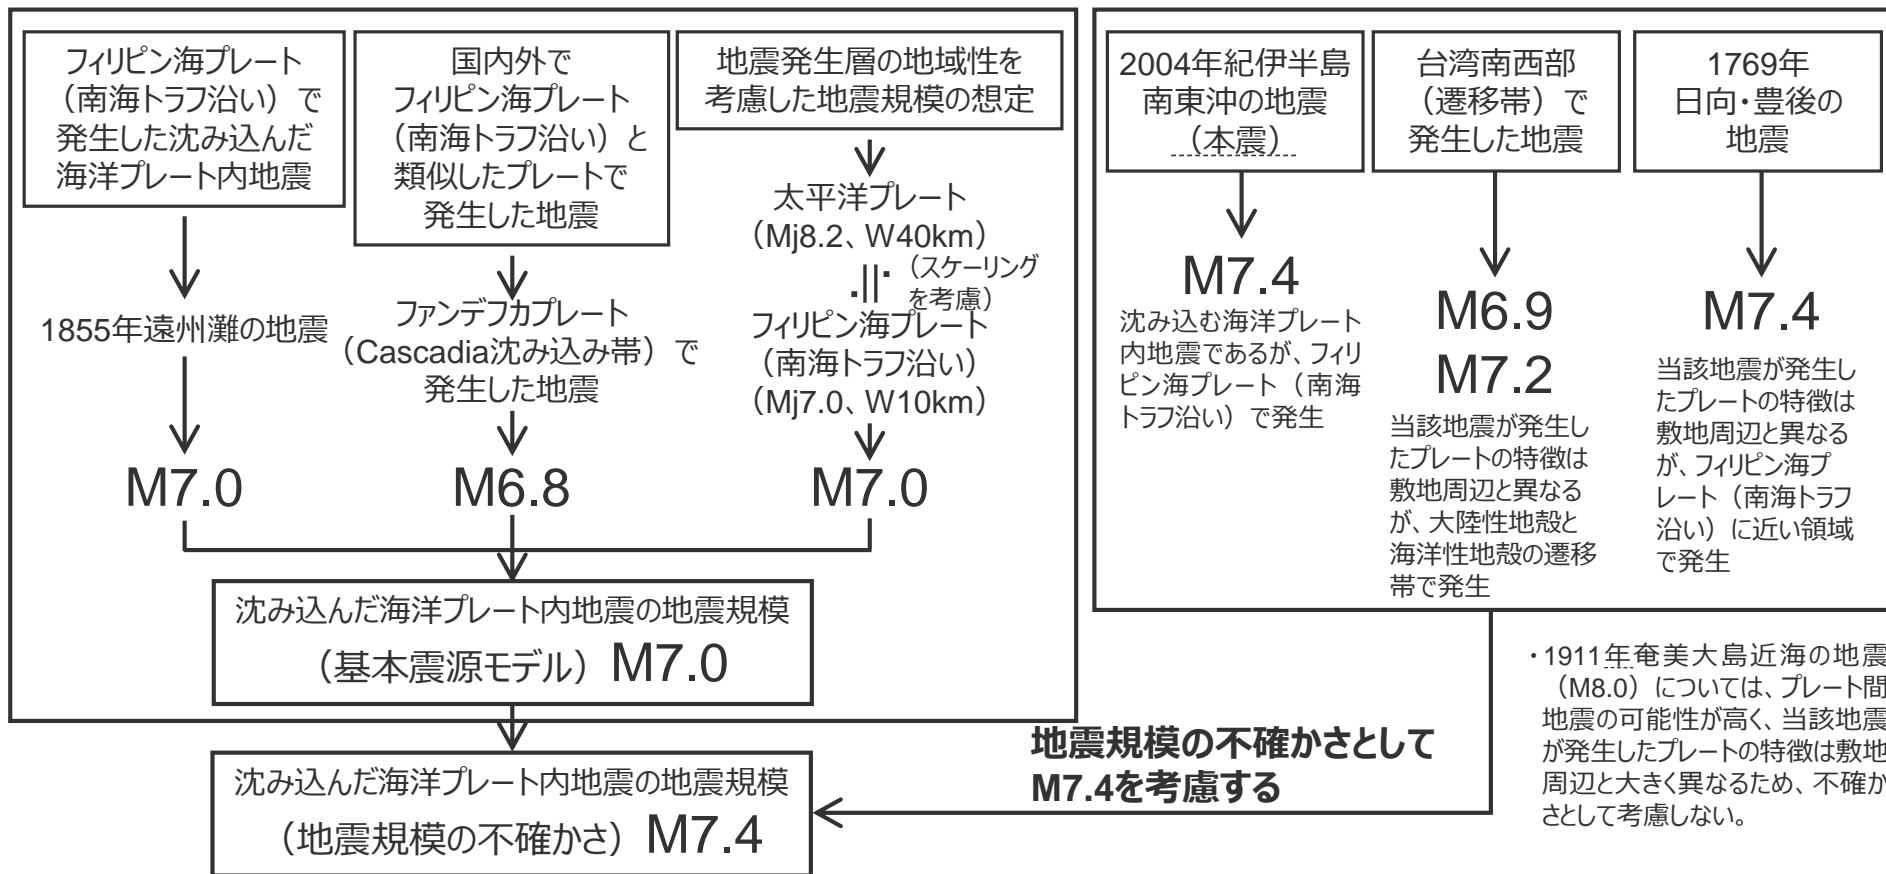 フィリピン海プレート
（南海トラフ沿い）で
発生した沈み込んだ
海洋プレート内地震
1855年遠州灘の地震
M7.0
国内外で
フィリピン海プレート
（南海トラフ沿い）と
類似したプレートで
発生した地震
ファンデフカプレート
（Cascadia沈み込み帯）で
発生した地震
M6.8
地震発生層の地域性を
考慮した地震規模の想定
太平洋プレート
（Mj8.2、W40km）
（スケーリング
を考慮）
フィリピン海プレート
（南海トラフ沿い）
（Mj7.0、W10km）
M7.0
沈み込んだ海洋プレート内地震の地震規模
（基本震源モデル）M7.0
沈み込んだ海洋プレート内地震の地震規模
（地震規模の不確かさ）M7.4
2004年紀伊半島
南東沖の地震
（本震）
M7.4
沈み込む海洋プレート
内地震であるが、フィリ
ピン海プレート（南海
トラフ沿い）で発生
台湾南西部
（遷移帯）で
発生した地震
M6.9
M7.2
当該地震が発生し
たプレートの特徴は
敷地周辺と異なる
が、大陸性地殻と
海洋性地殻の遷移
帯で発生
1769年
日向・豊後の
地震
M7.4
当該地震が発生し
たプレートの特徴は
敷地周辺と異なる
が、フィリピン海プ
レート（南海トラフ
沿い）に近い領域
で発生
地震規模の不確かさとして
M7.4を考慮する
・1911年奄美大島近海の地震
（M8.0）については、プレート間
地震の可能性が高く、当該地震
が発生したプレートの特徴は敷地
周辺と大きく異なるため、不確か
さとして考慮しない。